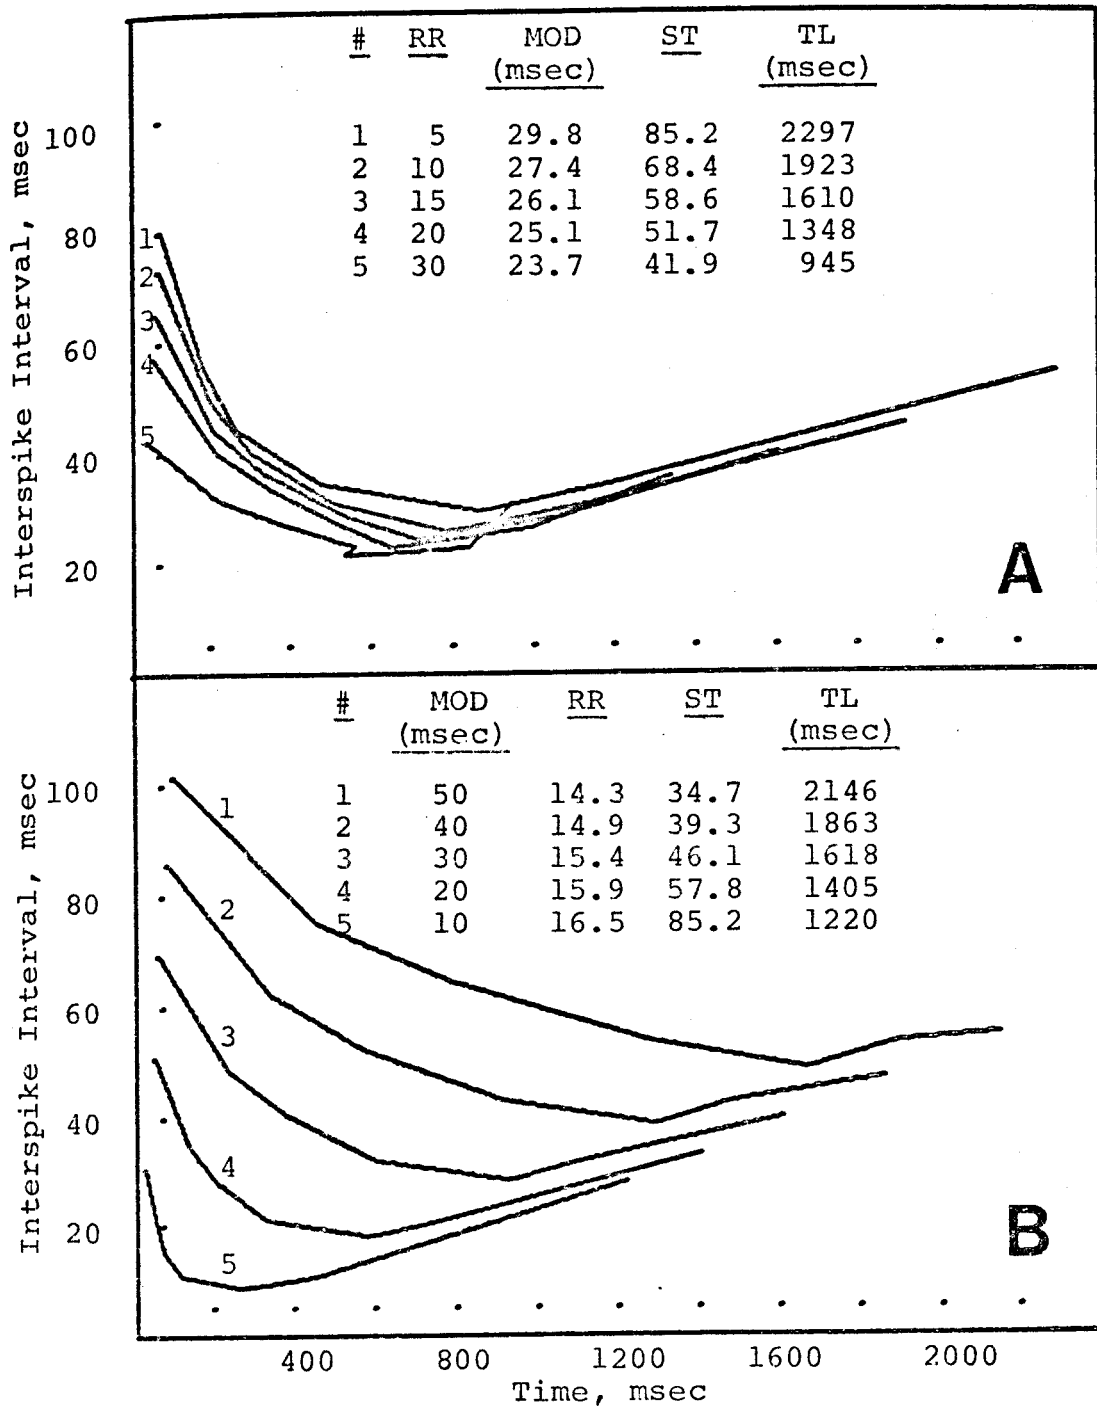 # RR MOD ST TL
(msec) (msec)
1 5 29.8 85.2 2297
2 10 27.4 68.4 1923
3 15 26.1 58.6 1610
4 20 25.1 51.7 1348
5 30 23.7 41.9 945
Interspike Interval, msec
100
80
60
40
20
1
2
3
4
5
A
# MOD RR ST TL
(msec) (msec)
1 50 14.3 34.7 2146
2 40 14.9 39.3 1863
3 30 15.4 46.1 1618
4 20 15.9 57.8 1405
5 10 16.5 85.2 1220
Interspike Interval, msec
100
80
60
40
20
1
2
3
4
5
B
400 800 1200 1600 2000
Time, msec